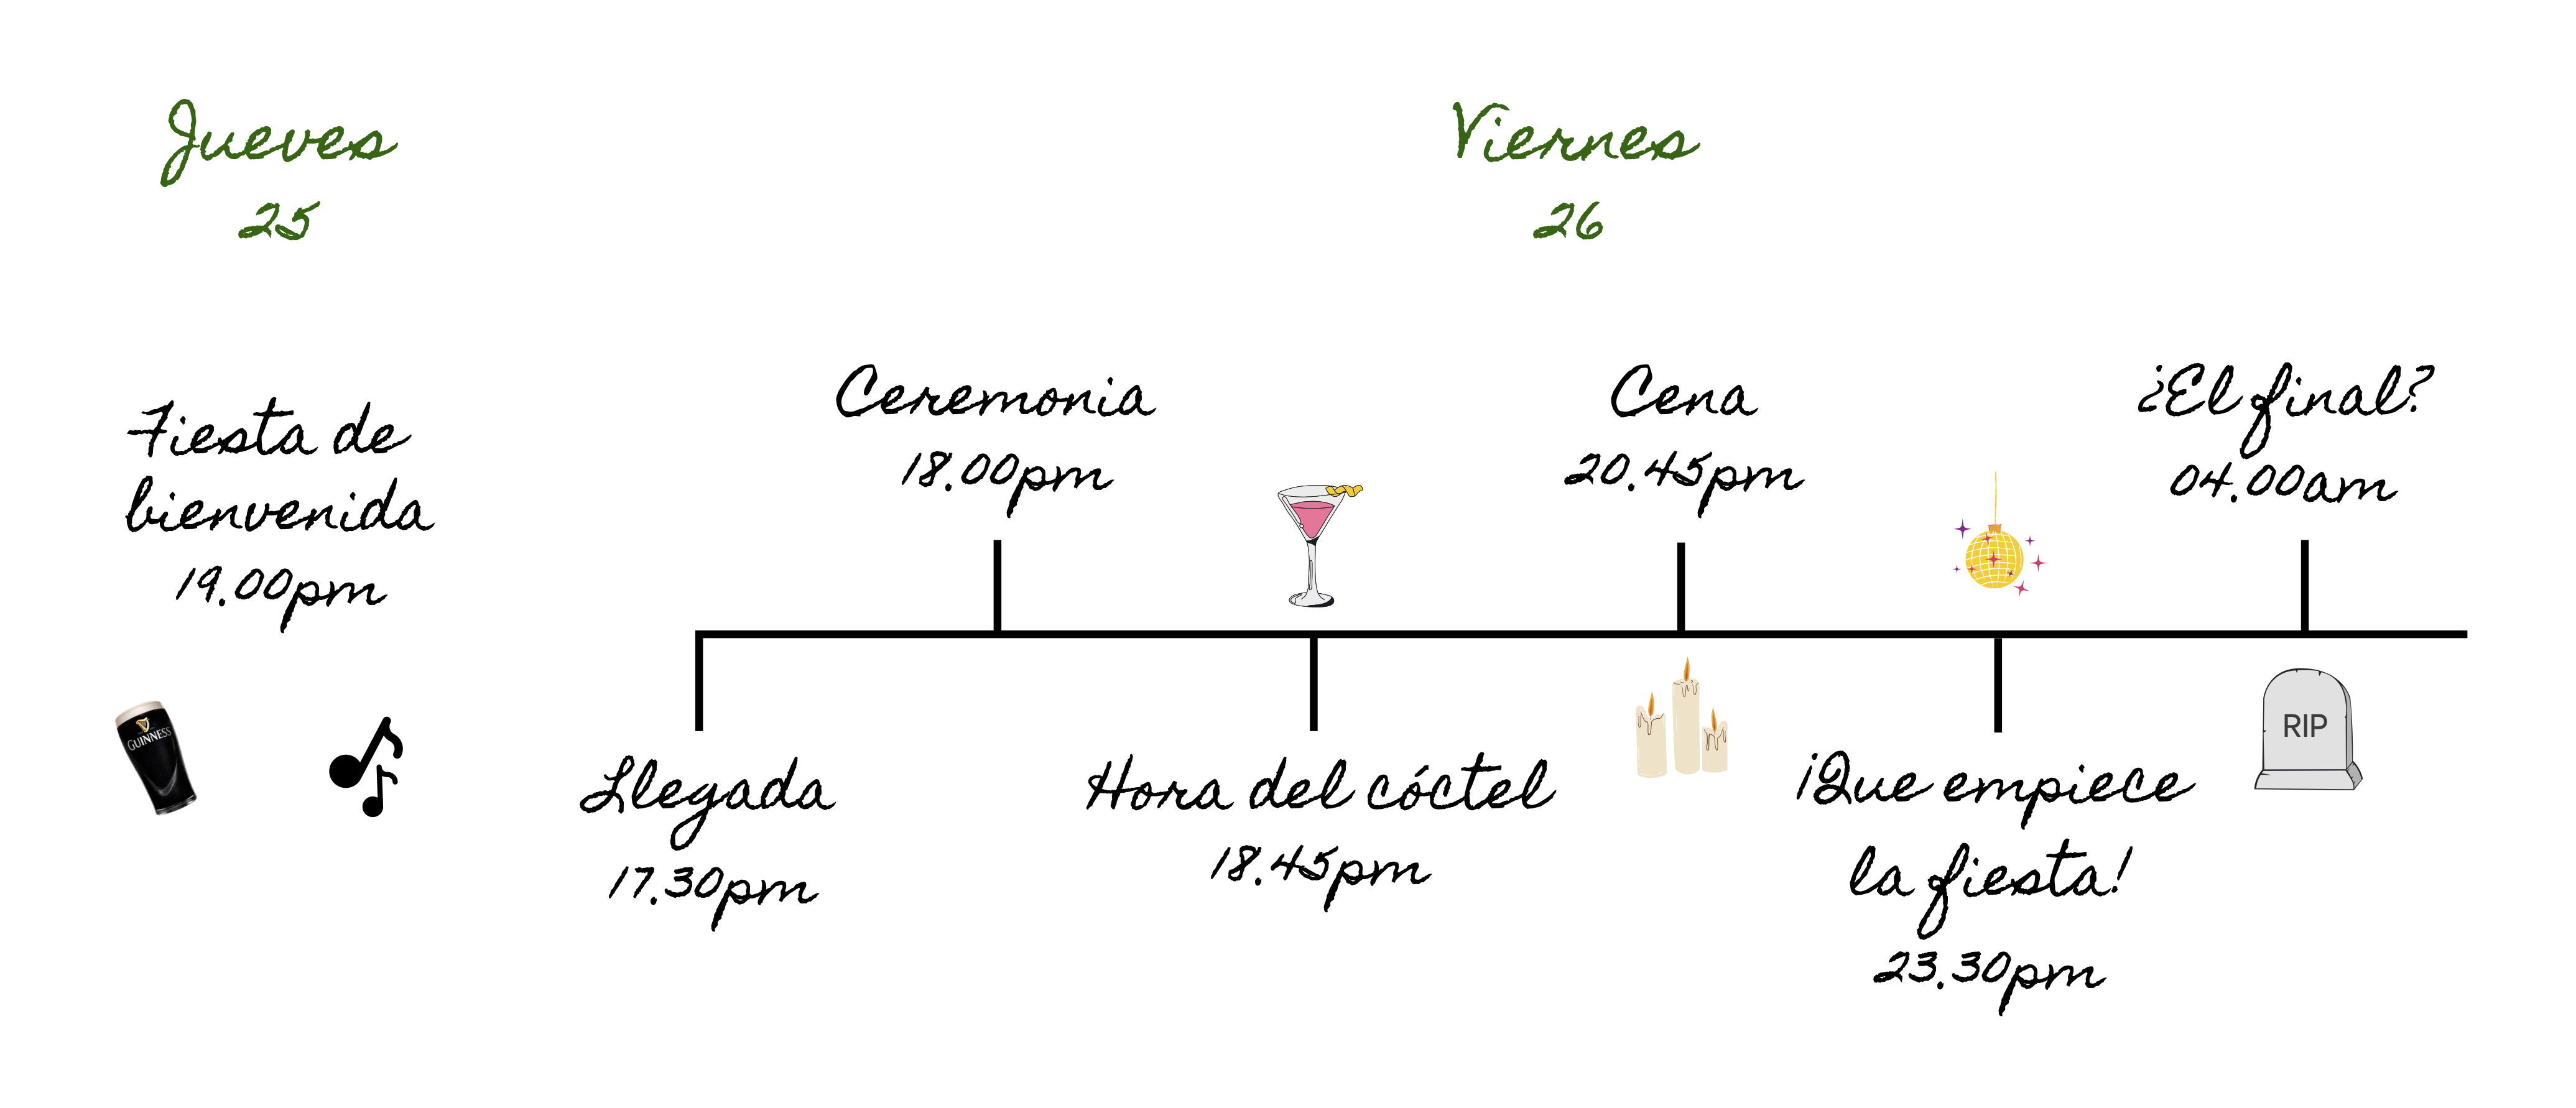 Jueves
25
Viernes
26
Fiesta de
bienvenida
19.00pm
GUINNESS
Llegada
17.30pm
Ceremonia
18.00pm
Hora del cóctel
18.45pm
Cena
20.45pm
¡Que empiece
la fiesta!
23.30pm
¿El final?
04.00am
RIP